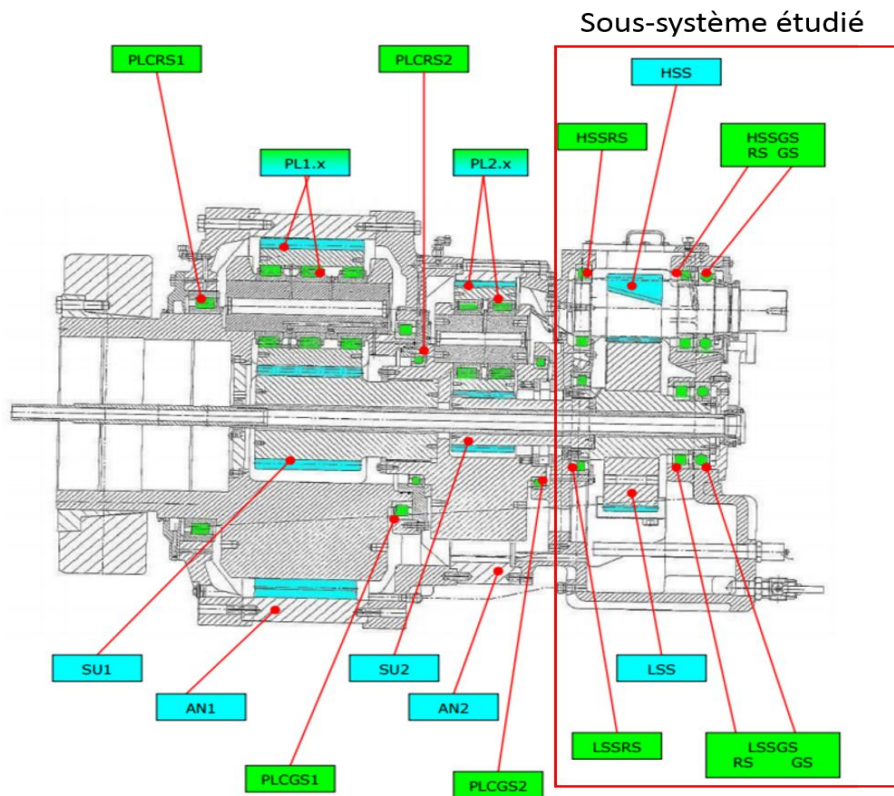 Sous-système étudié
PLCRS1
PLCRS2
HSS
HSSRS
HSSGS
RS GS
PL1.x
PL2.x
SU1
SU2
LSS
AN1
AN2
LSSRS
LSSGS
RS GS
PLCGS1
PLCGS2